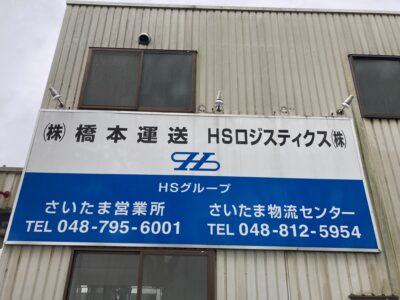 ㈱ 橋本運送 HSロジスティクス㈱
HS
HSグループ
さいたま営業所 さいたま物流センター
TEL 048-795-6001 TEL 048-812-5954